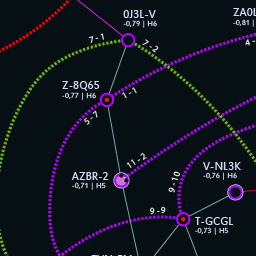 0J3L-V
-0,79 | H6
ZA0
-0,81 |
7-1
7-2
4-
Z-8Q65
-0,77 | H6
1-1
5-7
11-2
AZBR-2
-0,71 | H5
V-NL3K
-0,76 | H6
9-10
9-9
T-GCGL
-0,73 | H5